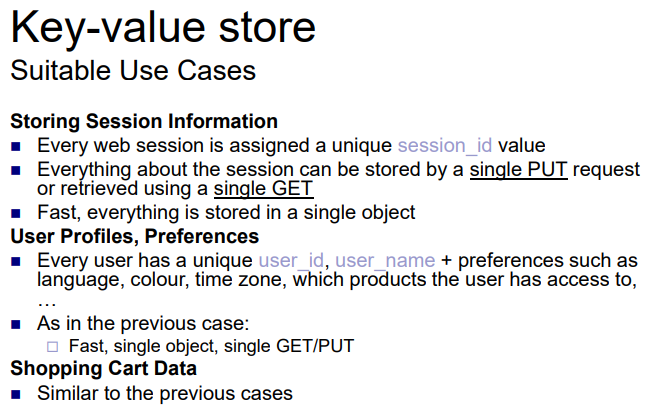 Key-value store
Suitable Use Cases
Storing Session Information
■ Every web session is assigned a unique session_id value
■ Everything about the session can be stored by a single PUT request
or retrieved using a single GET
■ Fast, everything is stored in a single object
User Profiles, Preferences
■ Every user has a unique user_id, user_name + preferences such as
language, colour, time zone, which products the user has access to,
…
■ As in the previous case:
□ Fast, single object, single GET/PUT
Shopping Cart Data
■ Similar to the previous cases